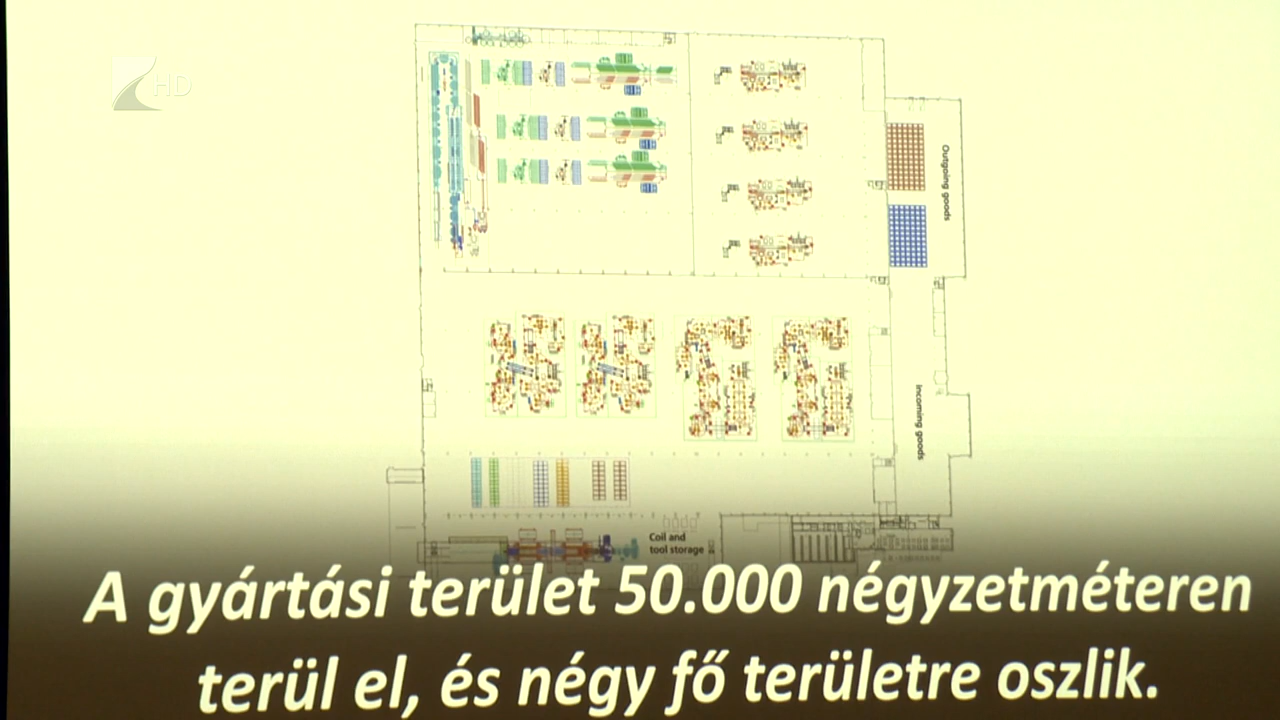 HD
Outgoing goods
incoming goods
Coil and
tool storage
A gyártási terület 50.000 négyzetméteren
terül el, és négy fő területre oszlik.